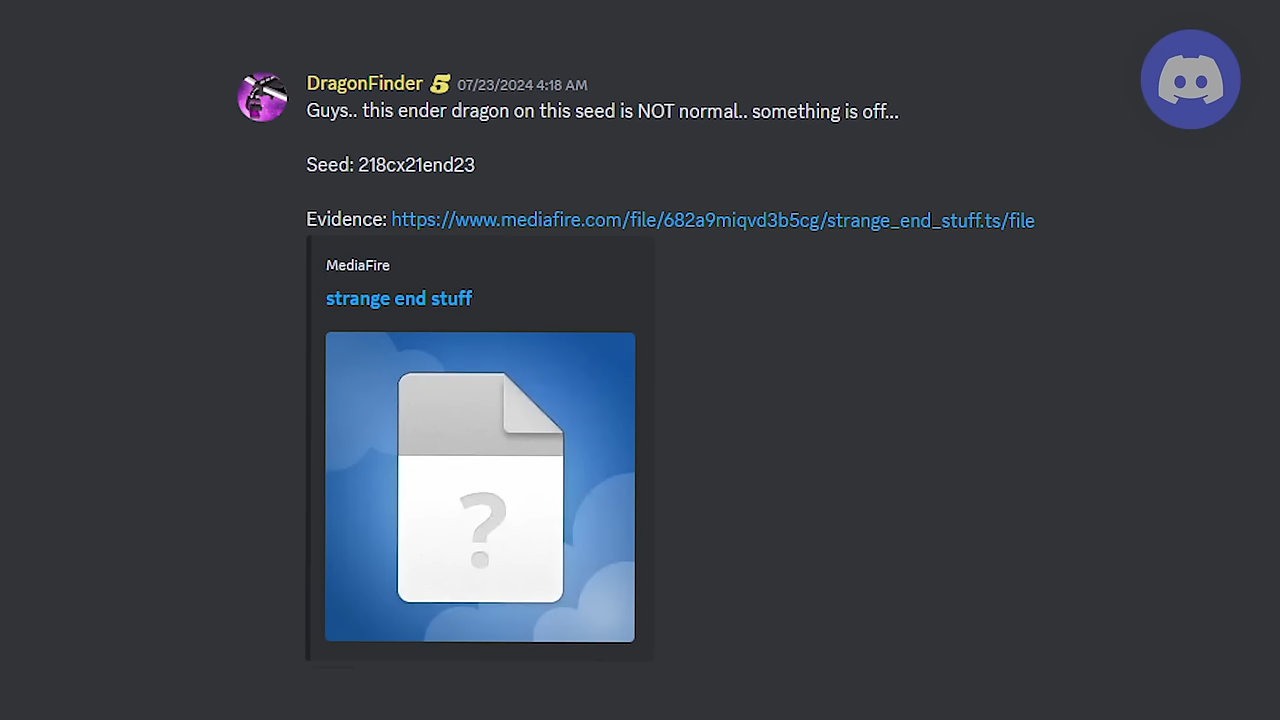 DragonFinder 5 07/23/2024 4:18 AM
Guys.. this ender dragon on this seed is NOT normal.. something is off...
Seed: 218cx21end23
Evidence: https://www.mediafire.com/file/682a9miqvd3b5cg/strange_end_stuff.ts/file
MediaFire
strange end stuff
?